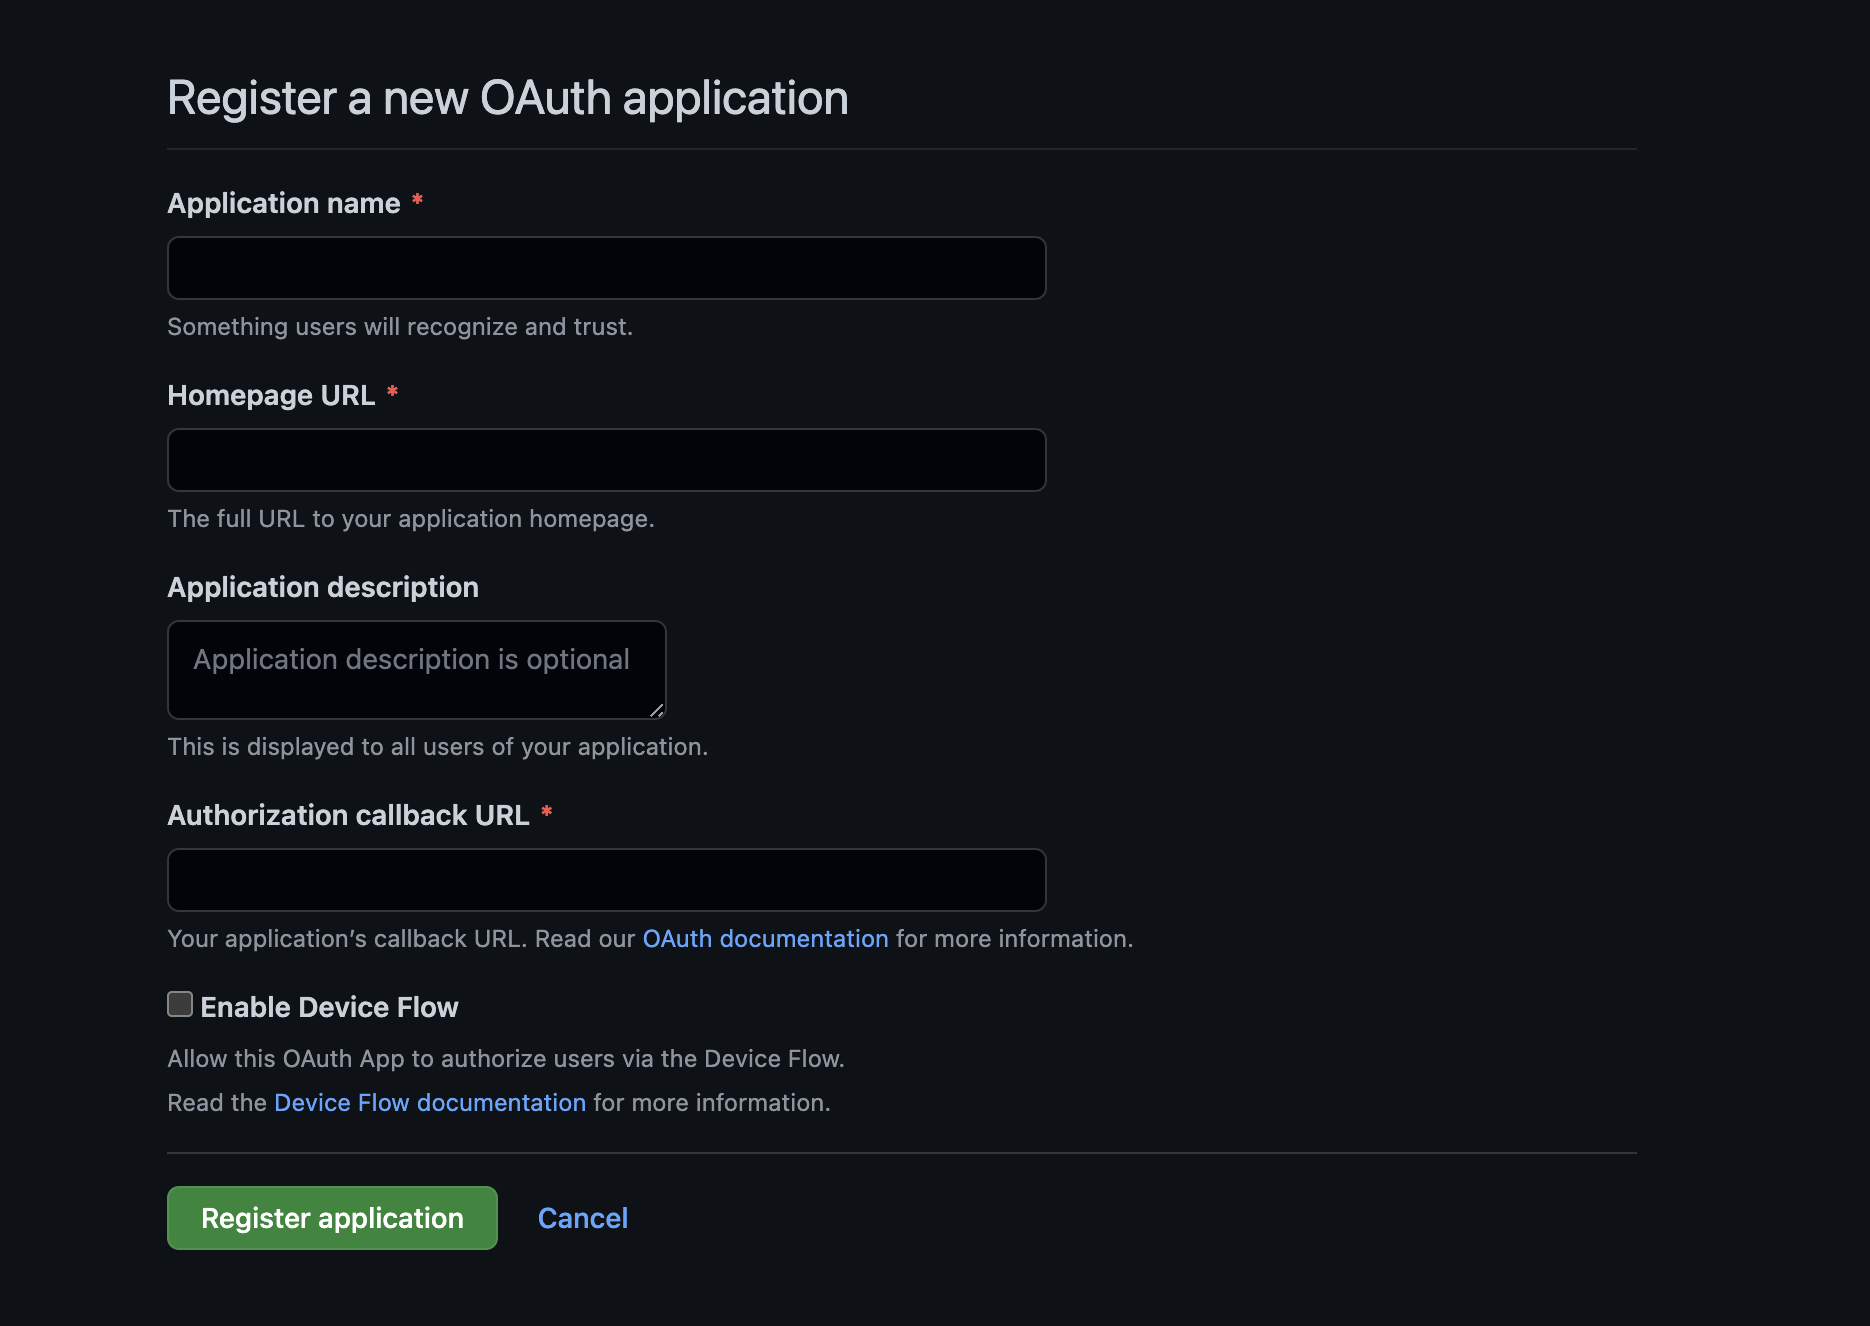 Register a new OAuth application
Application name *
Something users will recognize and trust.
Homepage URL *
The full URL to your application homepage.
Application description
Application description is optional
This is displayed to all users of your application.
Authorization callback URL *
Your application’s callback URL. Read our OAuth documentation for more information.
Enable Device Flow
Allow this OAuth App to authorize users via the Device Flow.
Read the Device Flow documentation for more information.
Register application Cancel